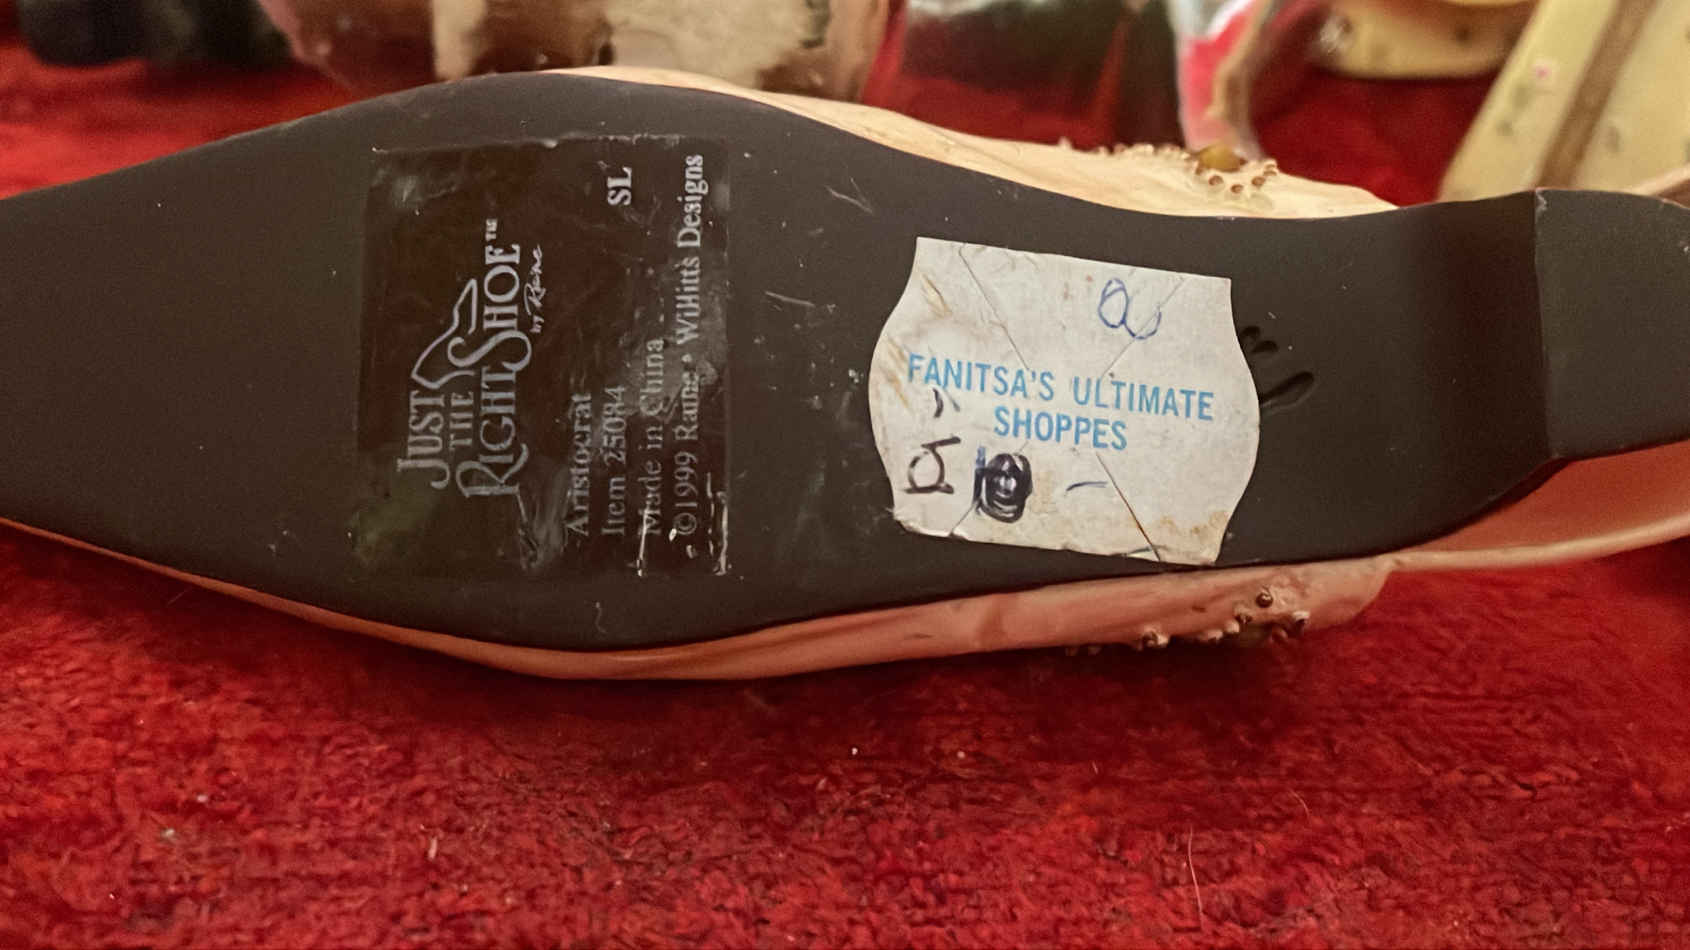 JUST
THE
RIGHT SHOE™
by Raine
SL
Aristocrat
Item 25084
Made in China
©1999 Raine • Willitts Designs
FANITSA'S ULTIMATE
SHOPPES